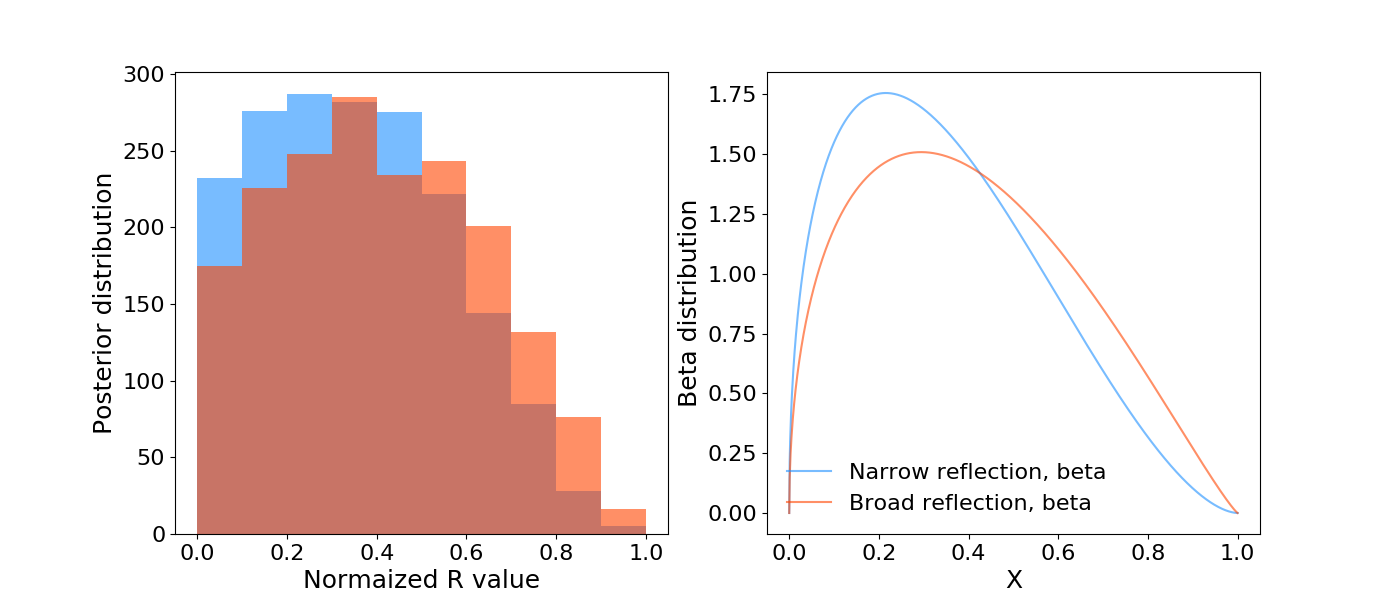 300
250
200
150
100
50
0
0.0 0.2 0.4 0.6 0.8 1.0
Posterior distribution
Normaized R value
1.75
1.50
1.25
1.00
0.75
0.50
0.25
0.00
0.0 0.2 0.4 0.6 0.8 1.0
Beta distribution
X
Narrow reflection, beta
Broad reflection, beta